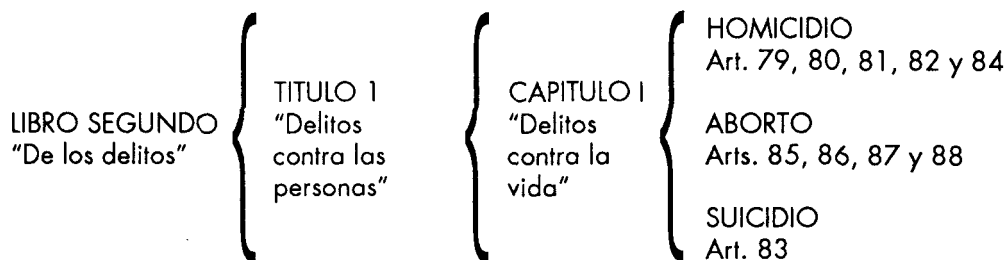 LIBRO SEGUNDO
"De los delitos"
TITULO 1
"Delitos
contra las
personas"
CAPITULO I
"Delitos
contra la
vida"
HOMICIDIO
Art. 79, 80, 81, 82 y 84
ABORTO
Arts. 85, 86, 87 y 88
SUICIDIO
Art. 83